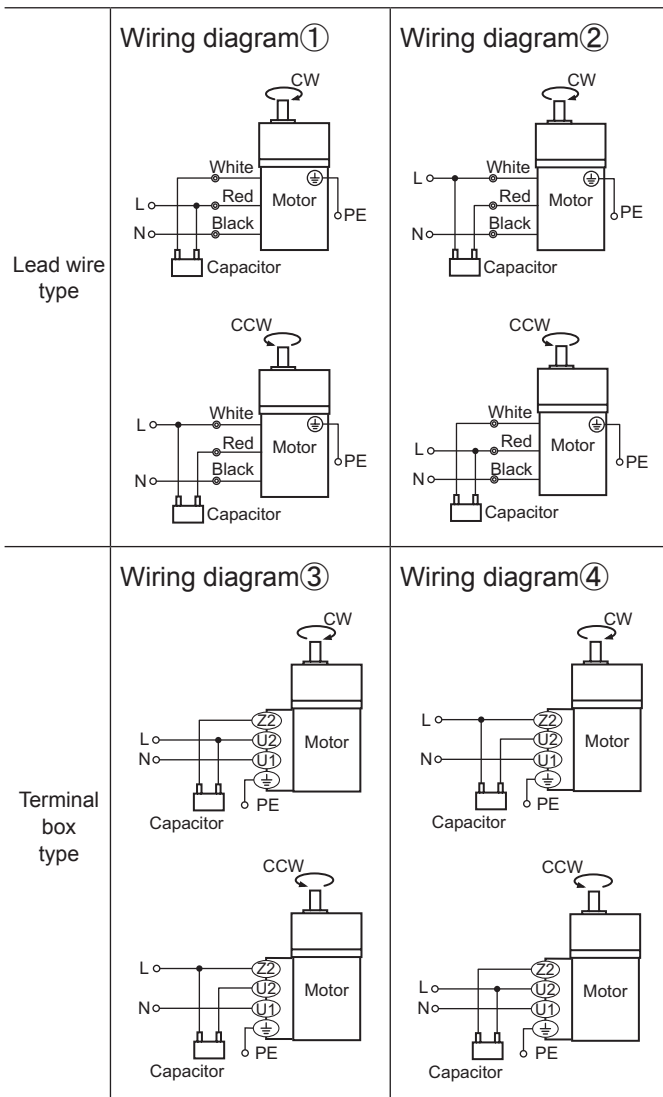 Lead wire
type
Wiring diagram①
CW
White
L
Red
Motor
PE
N
Black
Capacitor
CCW
L
White
Red
Motor
PE
N
Black
Capacitor
Wiring diagram②
CW
White
L
Red
Motor
PE
N
Black
Capacitor
CCW
White
L
Red
Motor
PE
N
Black
Capacitor
Terminal
box
type
Wiring diagram③
CW
Z2
L
U2
Motor
N
U1
PE
Capacitor
CCW
L
Z2
U2
Motor
N
U1
PE
Capacitor
Wiring diagram④
CW
L
Z2
U2
Motor
N
U1
PE
Capacitor
CCW
Z2
L
U2
Motor
N
U1
PE
Capacitor